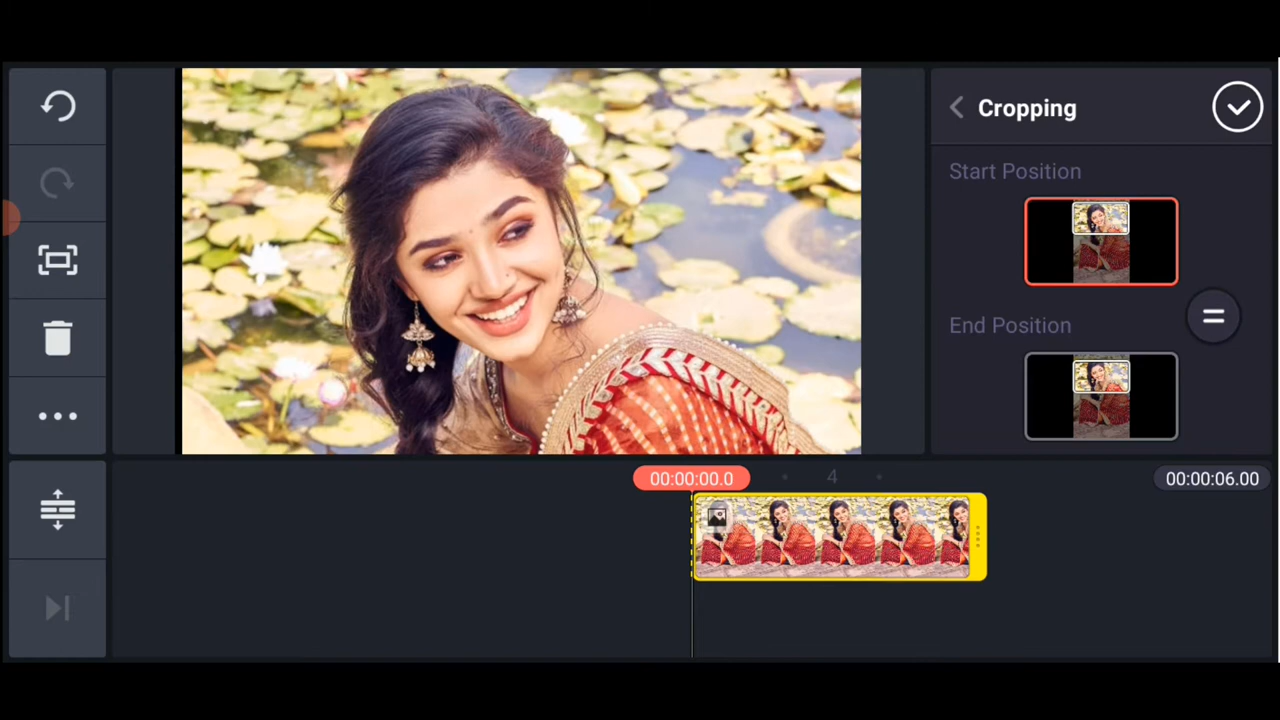 Cropping
Start Position
End Position
00:00:00.0
4
00:00:06.00